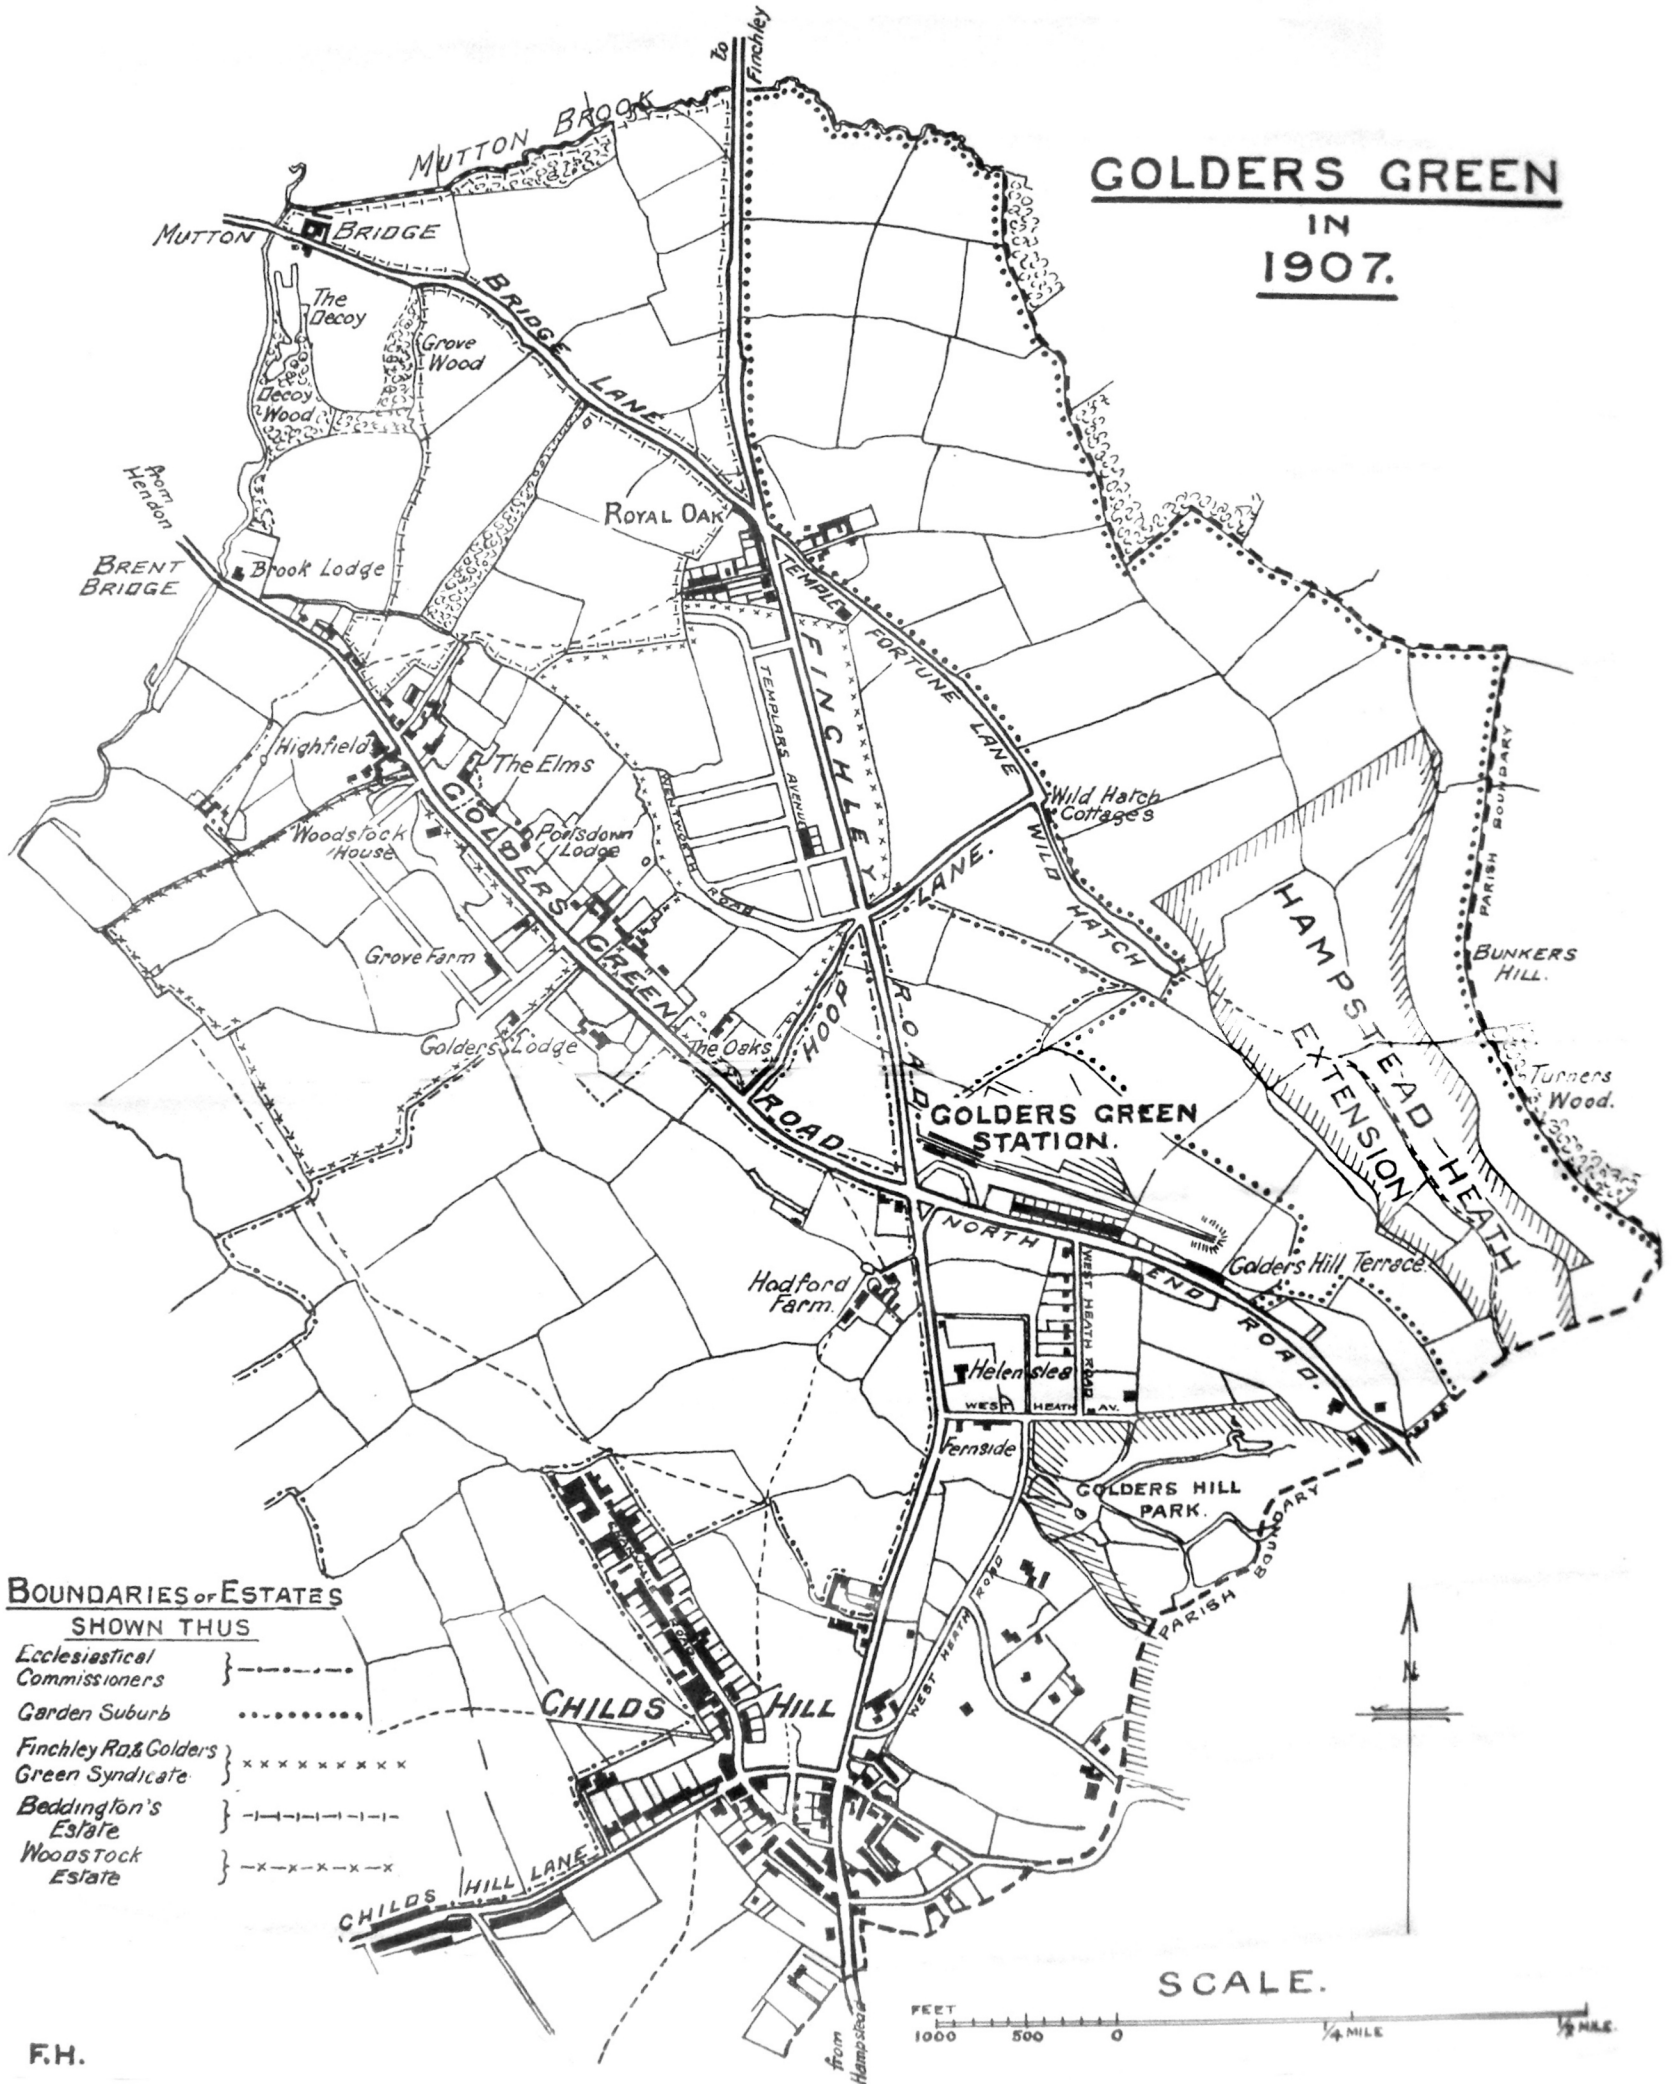 to
Finchley
GOLDERS GREEN
IN
1907.
MUTTON BROOK
MUTTON BRIDGE
BRIDGE LANE
The
Decoy
Grove
Wood
Decoy
Wood
from
Hendon
ROYAL OAK
BRENT
BRIDGE
Brook Lodge
TEMPLE FORTUNE LANE
FINCHLEY ROAD
TEMPLARS AVENUE
Highfield
The Elms
WENTWORTH ROAD
Wild Hatch
Cottages
Woodstock
House
Portsdown
Lodge
GOLDERS GREEN ROAD
WILD HATCH
HOOP LANE.
PARISH BOUNDARY
HAMPSTEAD HEATH
EXTENSION
BUNKERS
HILL.
Grove Farm
Golders Lodge
The Oaks
Turners
Wood.
GOLDERS GREEN
STATION.
NORTH END ROAD.
Golders Hill Terrace
Hodford
Farm.
WEST HEATH ROAD
Helenslea
WEST HEATH AV.
Fernside
GOLDERS HILL
PARK.
PARISH BOUNDARY
WEST HEATH ROAD
CHILDS HILL
CHILDS HILL LANE
BOUNDARIES OF ESTATES
SHOWN THUS
Ecclesiastical
Commissioners
Garden Suburb
Finchley Rd. & Golders
Green Syndicate
Beddington's
Estate
WOODSTOCK
Estate
N
SCALE.
FEET
1000 500 0 1/4 MILE 1/2 MILE.
from
Hampstead
F.H.